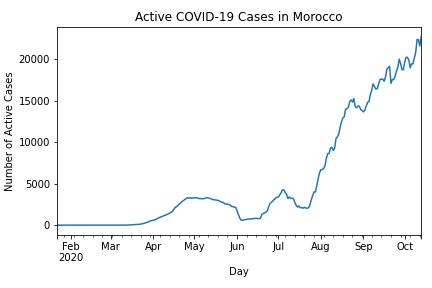 Active COVID-19 Cases in Morocco
Number of Active Cases
20000
15000
10000
5000
0
Feb Mar Apr May Jun Jul Aug Sep Oct
2020
Day